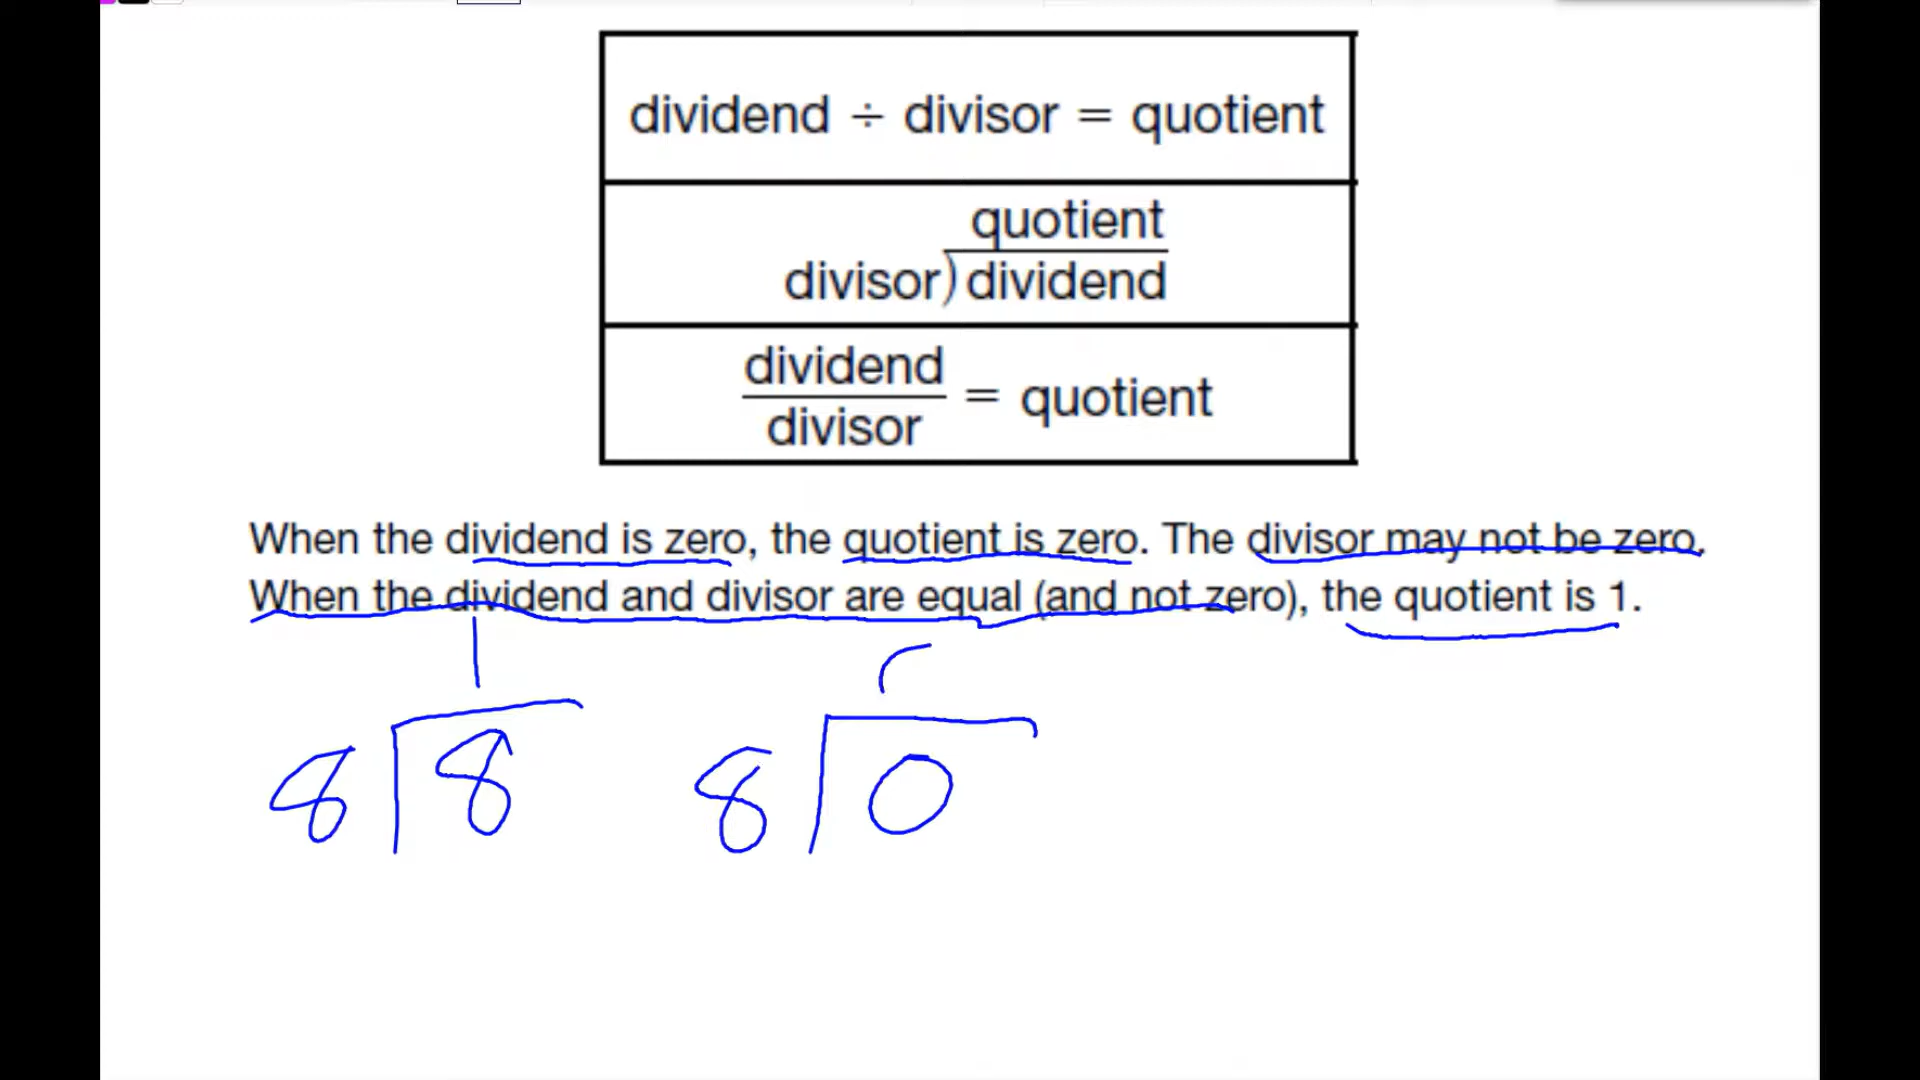 dividend ÷ divisor = quotient
quotient
divisor)dividend
dividend
divisor
= quotient
When the dividend is zero, the quotient is zero. The divisor may not be zero.
When the dividend and divisor are equal (and not zero), the quotient is 1.
1
8 8
8 0